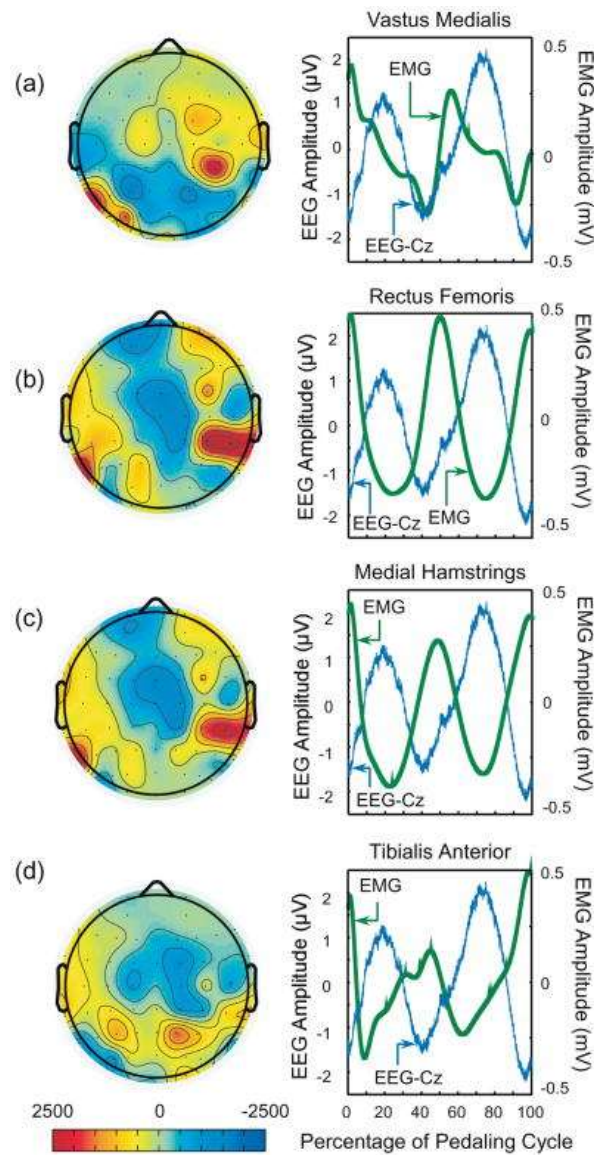 Vastus Medialis
(a)
EEG Amplitude (µV)
2
1
0
-1
-2
EMG
EEG-Cz
0.5
0
-0.5
EMG Amplitude (mV)
Rectus Femoris
(b)
EEG Amplitude (µV)
2
1
0
-1
-2
EEG-Cz
EMG
0.5
0
-0.5
EMG Amplitude (mV)
Medial Hamstrings
(c)
EEG Amplitude (µV)
2
1
0
-1
-2
EMG
EEG-Cz
0.5
0
-0.5
EMG Amplitude (mV)
Tibialis Anterior
(d)
EEG Amplitude (µV)
2
1
0
-1
-2
EMG
EEG-Cz
0.5
0
-0.5
EMG Amplitude (mV)
0 20 40 60 80 100
Percentage of Pedaling Cycle
2500 0 -2500